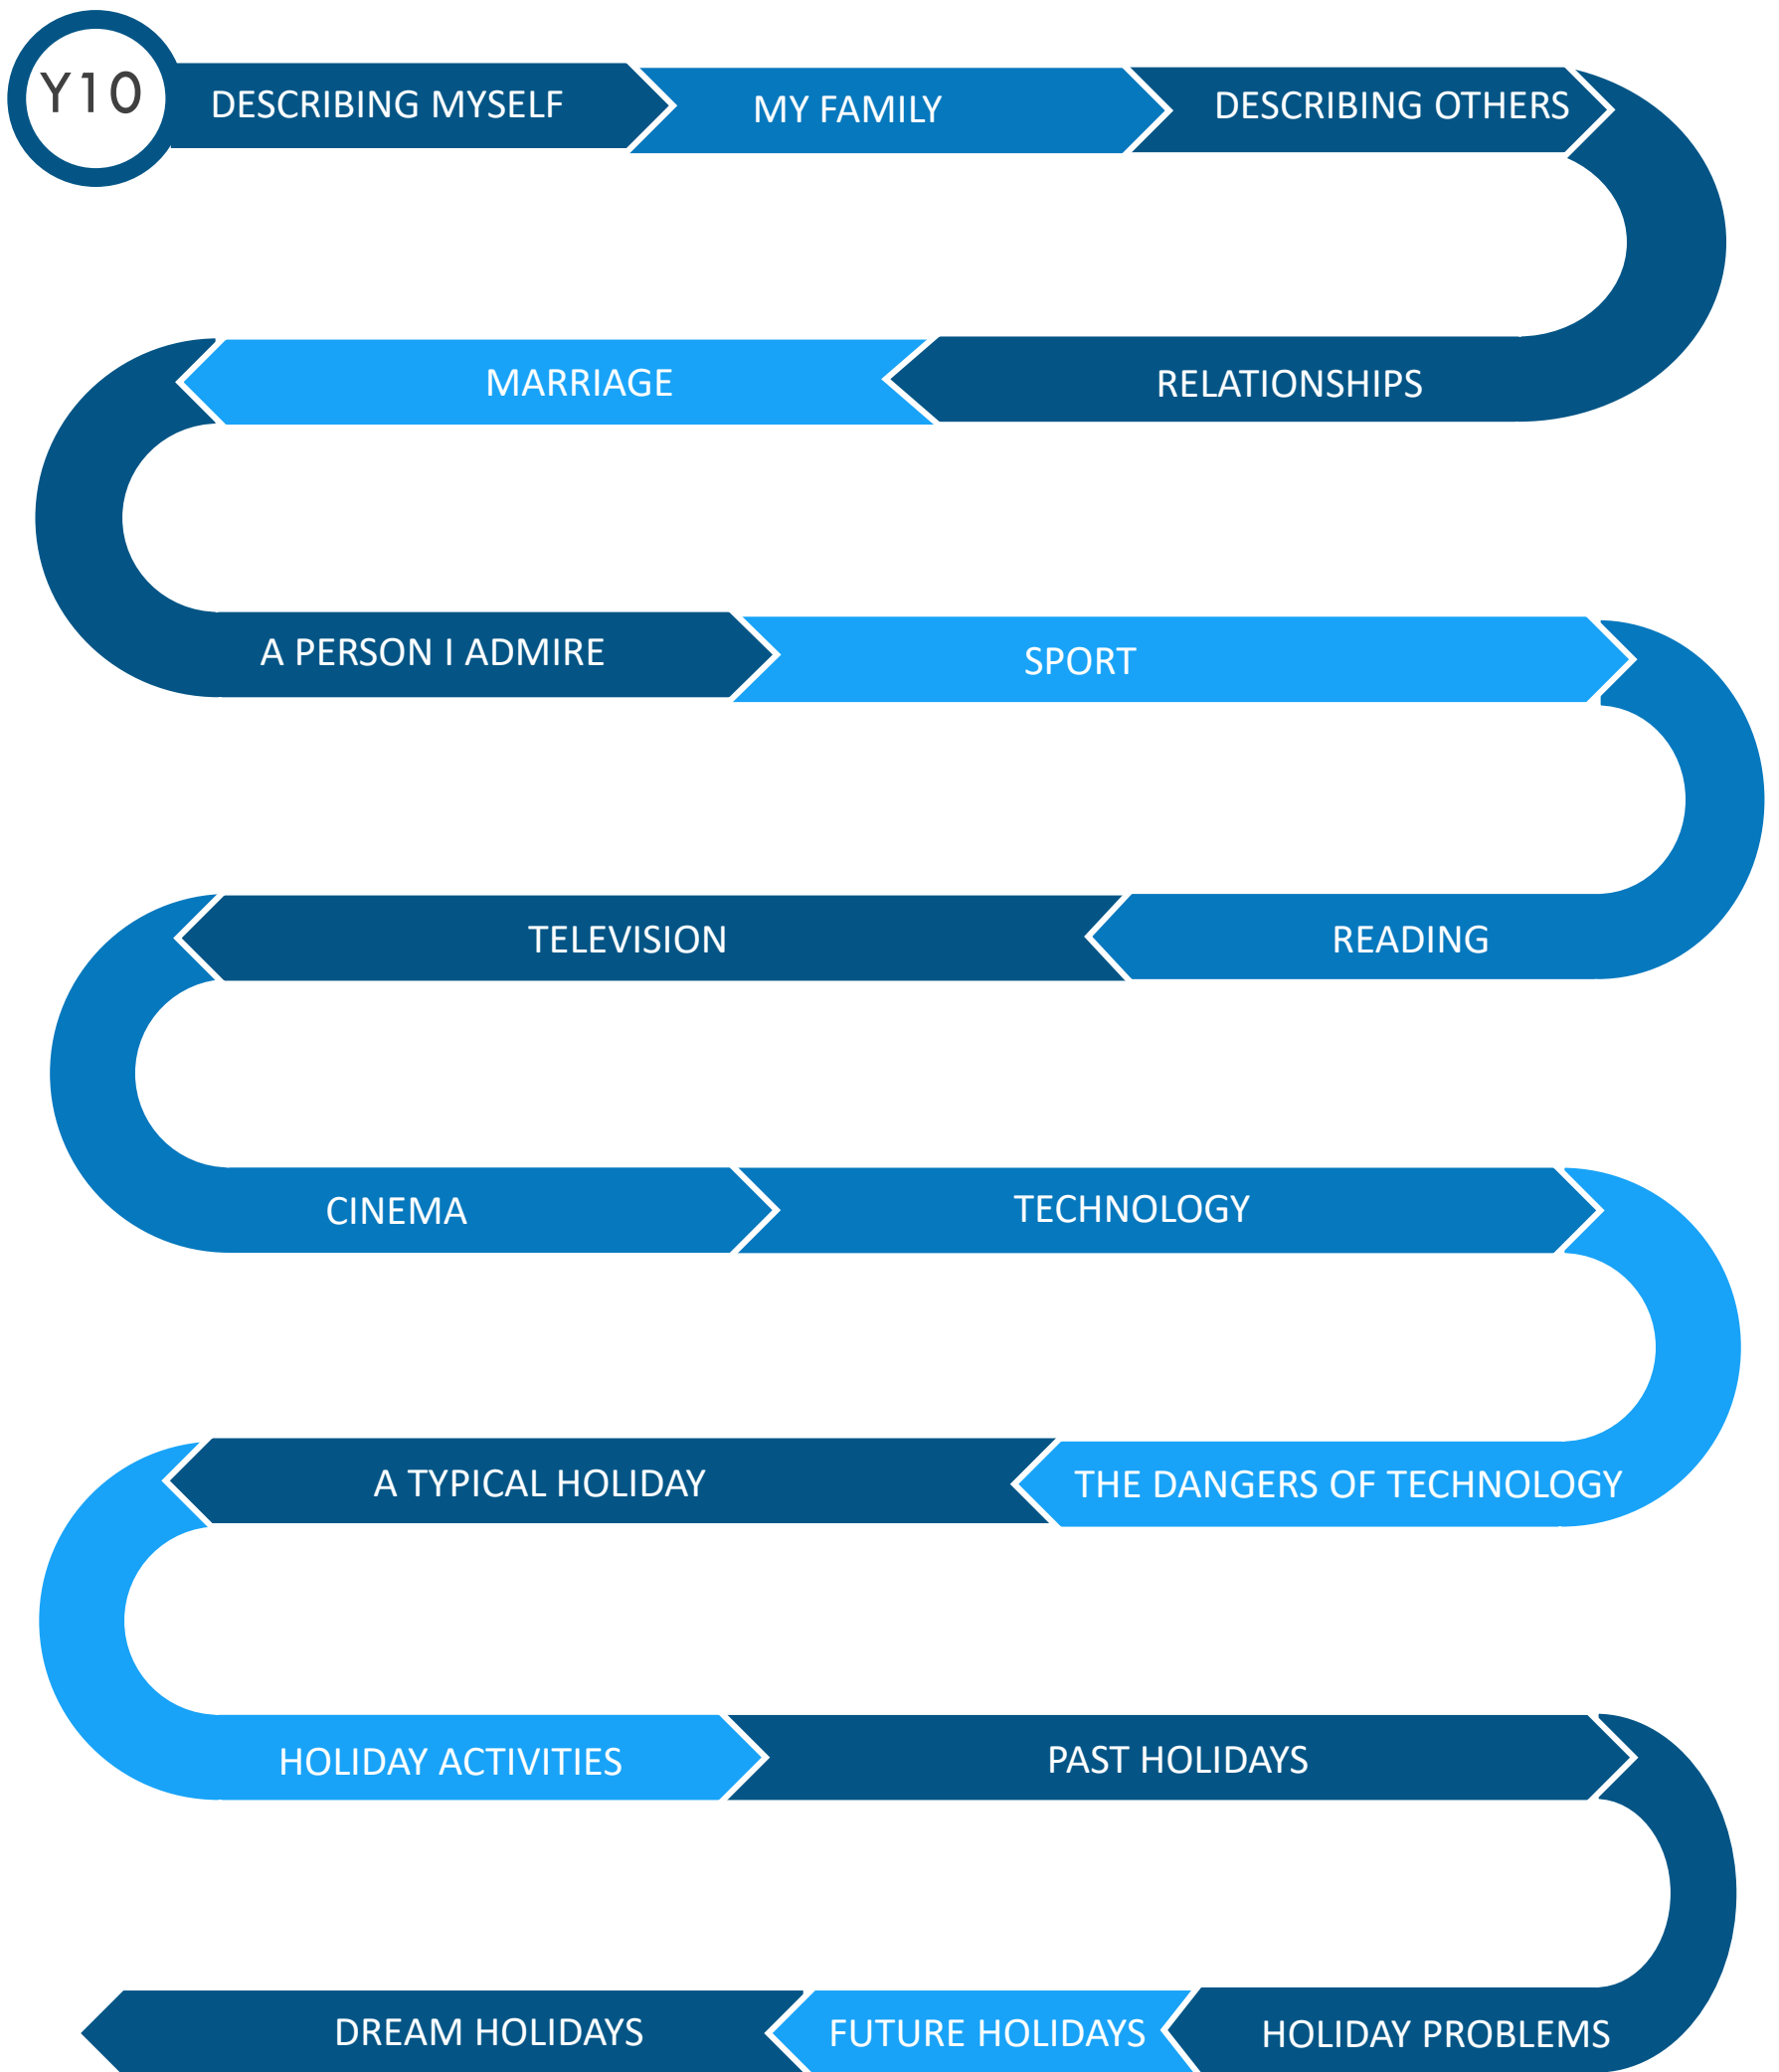 Y10
DESCRIBING MYSELF
MY FAMILY
DESCRIBING OTHERS
RELATIONSHIPS
MARRIAGE
A PERSON I ADMIRE
SPORT
READING
TELEVISION
CINEMA
TECHNOLOGY
THE DANGERS OF TECHNOLOGY
A TYPICAL HOLIDAY
HOLIDAY ACTIVITIES
PAST HOLIDAYS
HOLIDAY PROBLEMS
FUTURE HOLIDAYS
DREAM HOLIDAYS